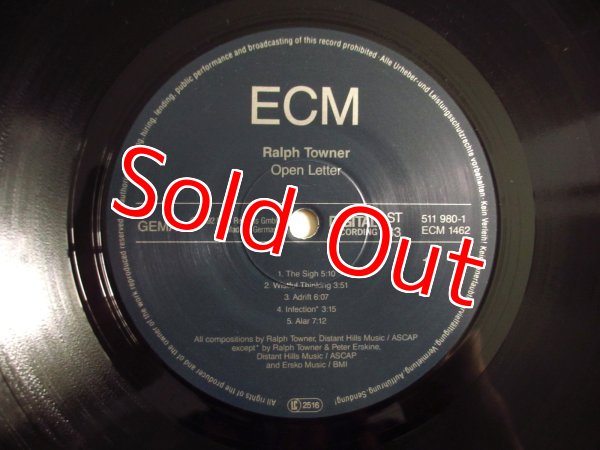 ECM
Ralph Towner
Open Letter
Sold Out
GEM
ST
511 980-1
ECM 1462
1. The Sigh 5:10
2. Wistful Thinking 3:51
3. Adrift 6:07
4. Infection* 3:15
5. Alar 7:12
All compositions by Ralph Towner, Distant Hills Music / ASCAP
except* by Ralph Towner & Peter Erskine,
Distant Hills Music / ASCAP
and Ersko Music / BMI
LC 2516
hiring, lending, public performance and broadcasting of this record prohibited · Alle Urheber- und Leistungsschutzrechte vorbehalten · Kein Verleih!
Vermietung, Aufführung, Sendung!
All rights of the producer and of the owner of the work reproduced reserved